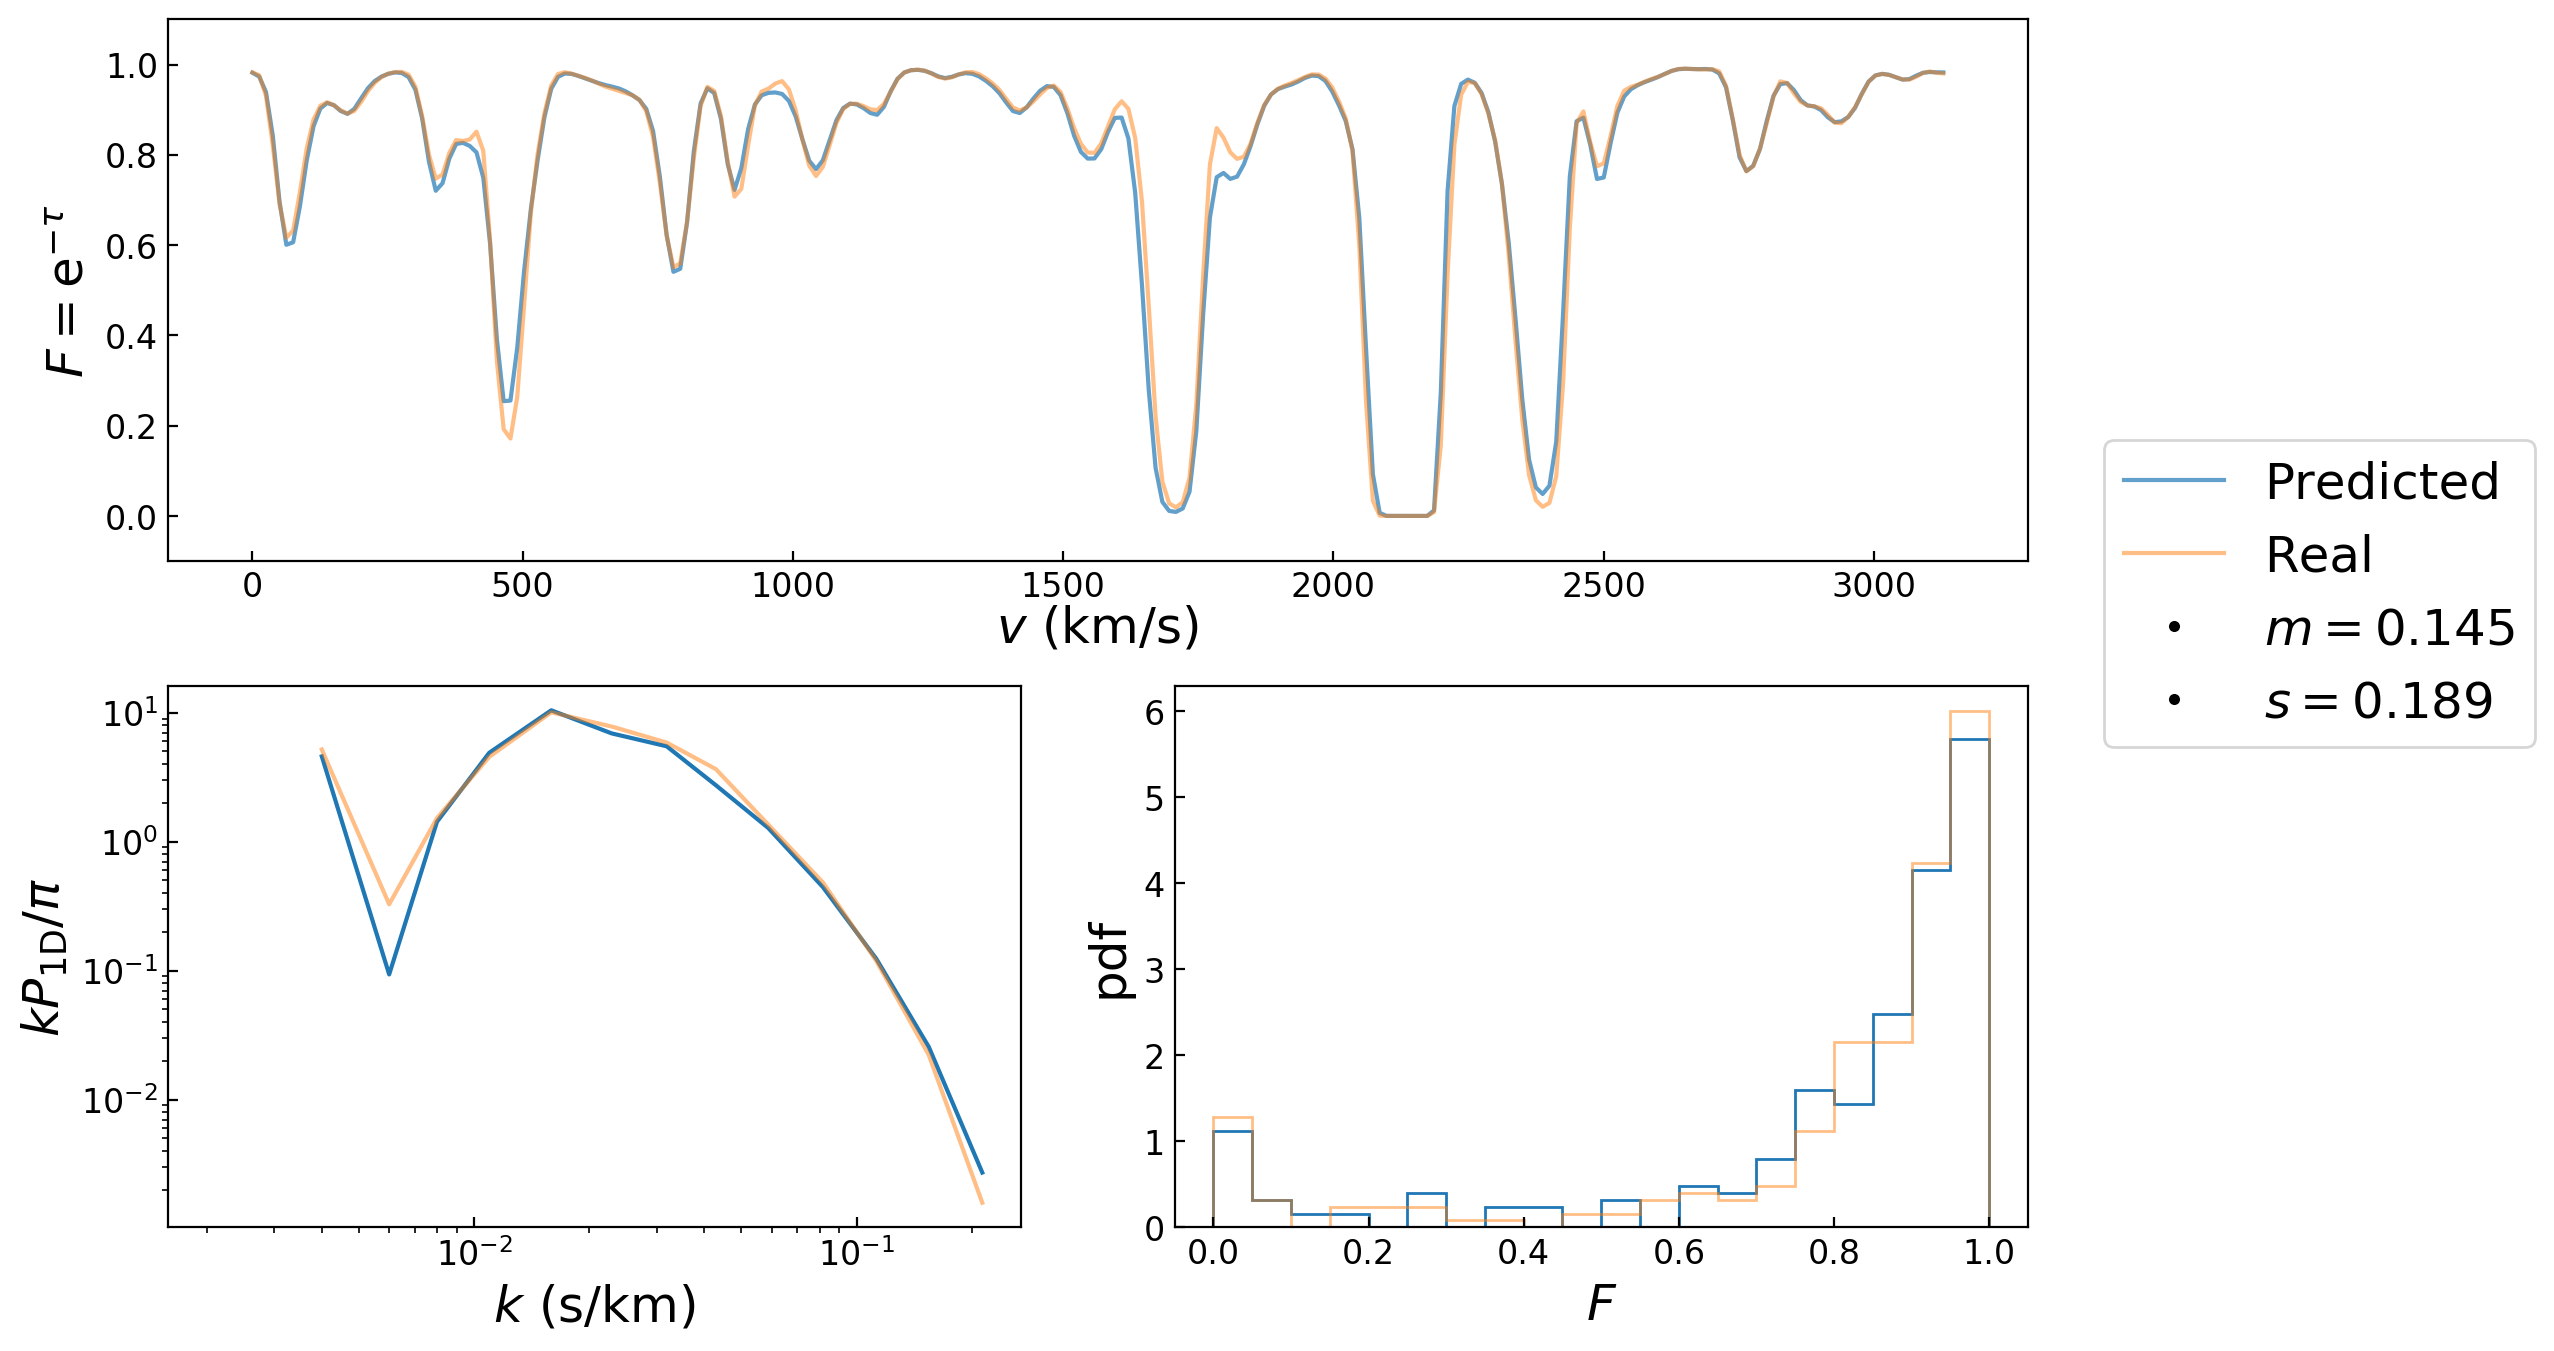 1.0
0.8
0.6
0.4
0.2
0.0
F = e^{-τ}
0 500 1000 1500 2000 2500 3000
v (km/s)
Predicted
Real
m = 0.145
s = 0.189
10^1
10^0
10^{-1}
10^{-2}
kP_{1D}/π
10^{-2} 10^{-1}
k (s/km)
6
5
4
3
2
1
0
pdf
0.0 0.2 0.4 0.6 0.8 1.0
F